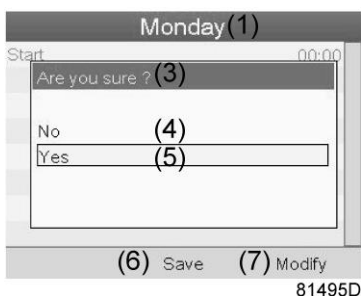 Monday(1)
Start 00:00
Are you sure ?(3)
No (4)
Yes (5)
(6) Save (7) Modify
81495D